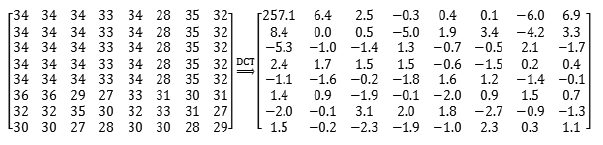 34 34 34 33 34 28 35 32 257.1 6.4 2.5 −0.3 0.4 0.1 −6.0 6.9
34 34 34 33 34 28 35 32 8.4 0.0 0.5 −5.0 1.9 3.4 −4.2 3.3
34 34 34 33 34 28 35 32 −5.3 −1.0 −1.4 1.3 −0.7 −0.5 2.1 −1.7
34 34 34 33 34 28 35 32 DCT ⟹ 2.4 1.7 1.5 1.5 −0.6 −1.5 0.2 0.4
34 34 34 33 34 28 35 32 −1.1 −1.6 −0.2 −1.8 1.6 1.2 −1.4 −0.1
36 36 29 27 33 31 30 31 1.4 0.9 −1.9 −0.1 −2.0 0.9 1.5 0.7
32 32 35 30 32 33 31 27 −2.0 −0.1 3.1 2.0 1.8 −2.7 −0.9 −1.3
30 30 27 28 30 30 28 29 1.5 −0.2 −2.3 −1.9 −1.0 2.3 0.3 1.1